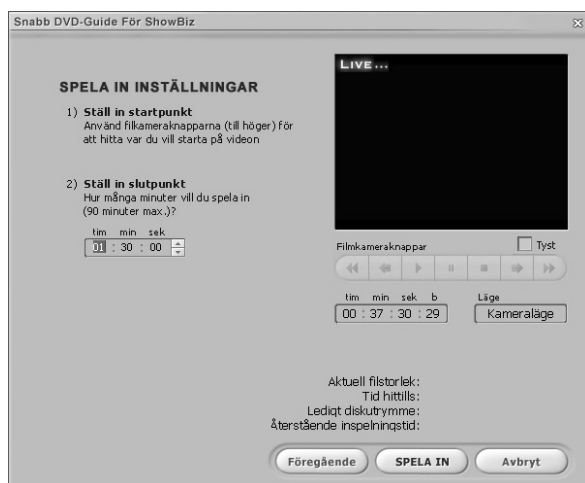 Snabb DVD-Guide För ShowBiz
SPELA IN INSTÄLLNINGAR
1) Ställ in startpunkt
Använd filkameraknapparna (till höger) för
att hitta var du vill starta på videon
2) Ställ in slutpunkt
Hur många minuter vill du spela in
(90 minuter max.)?
tim min sek
01 : 30 : 00
LIVE...
Filmkameraknappar
Tyst
tim min sek b
00 : 37 : 30 : 29
Läge
Kameraläge
Aktuell filstorlek:
Tid hittills:
Ledigt diskutrymme:
Återstående inspelningstid:
Föregående
SPELA IN
Avbryt